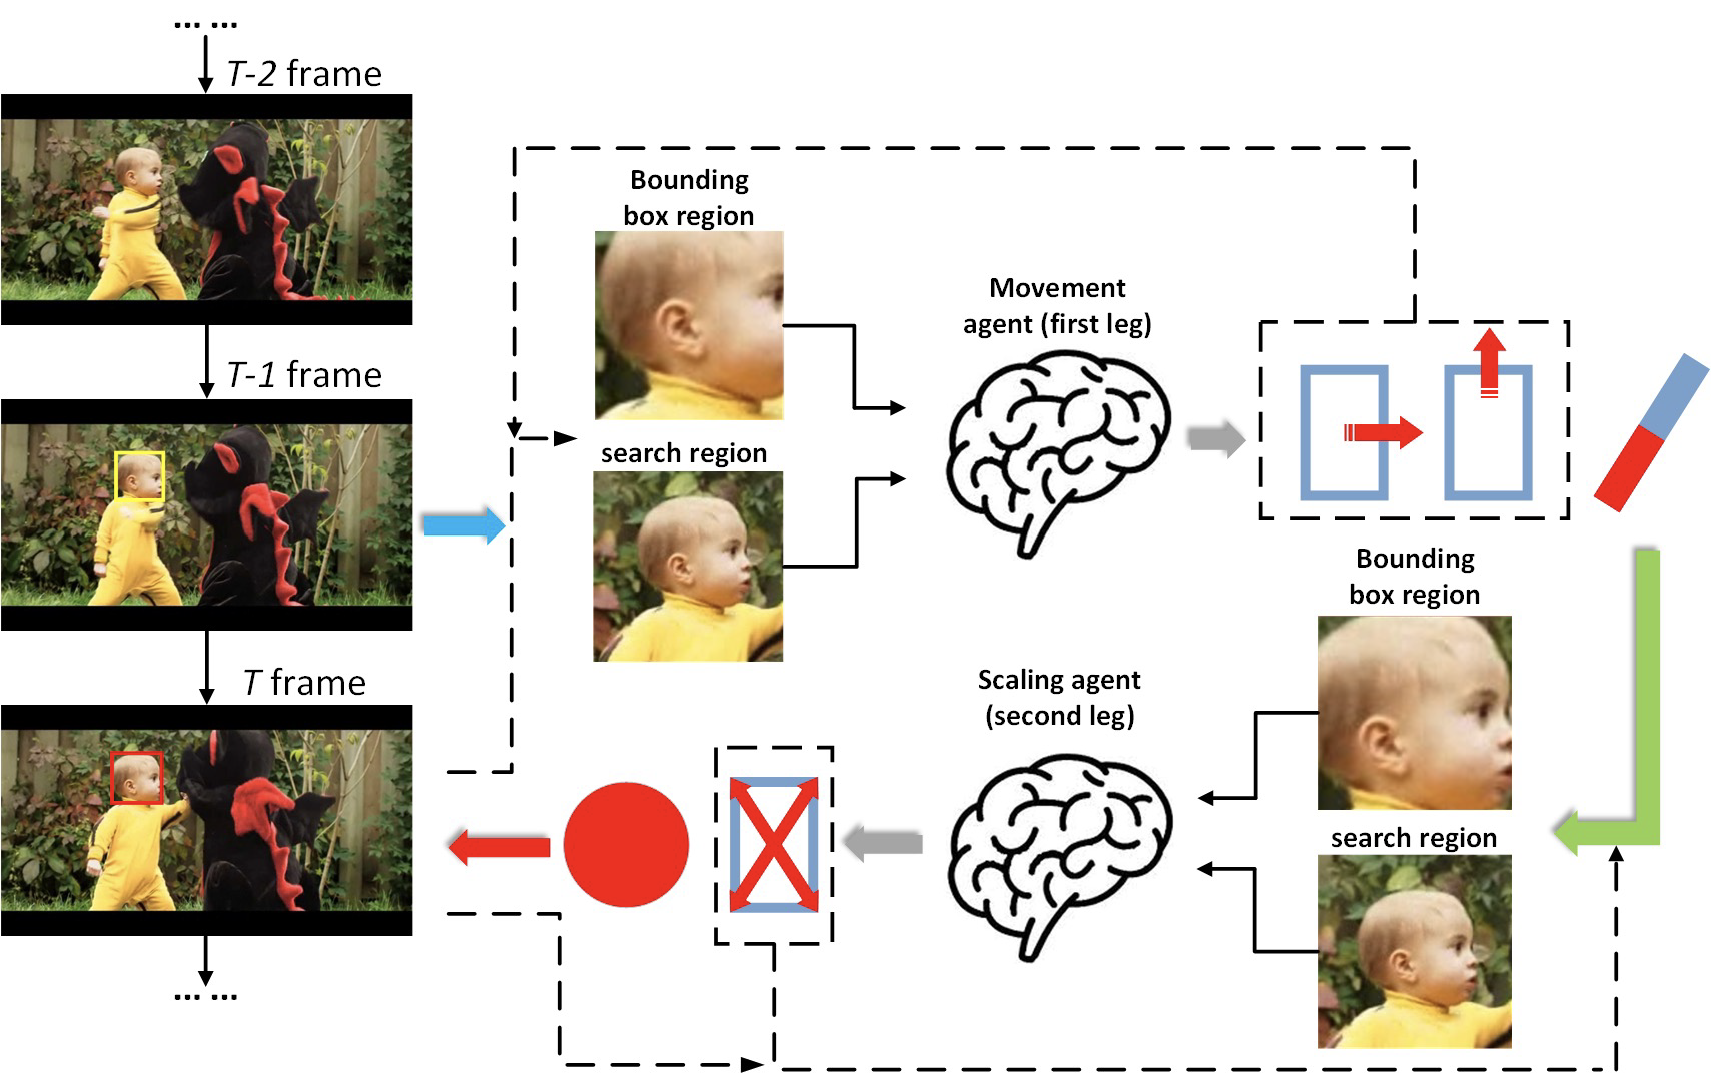 ... ...
T-2 frame
T-1 frame
T frame
... ...
Bounding
box region
search region
Movement
agent (first leg)
Bounding
box region
search region
Scaling agent
(second leg)